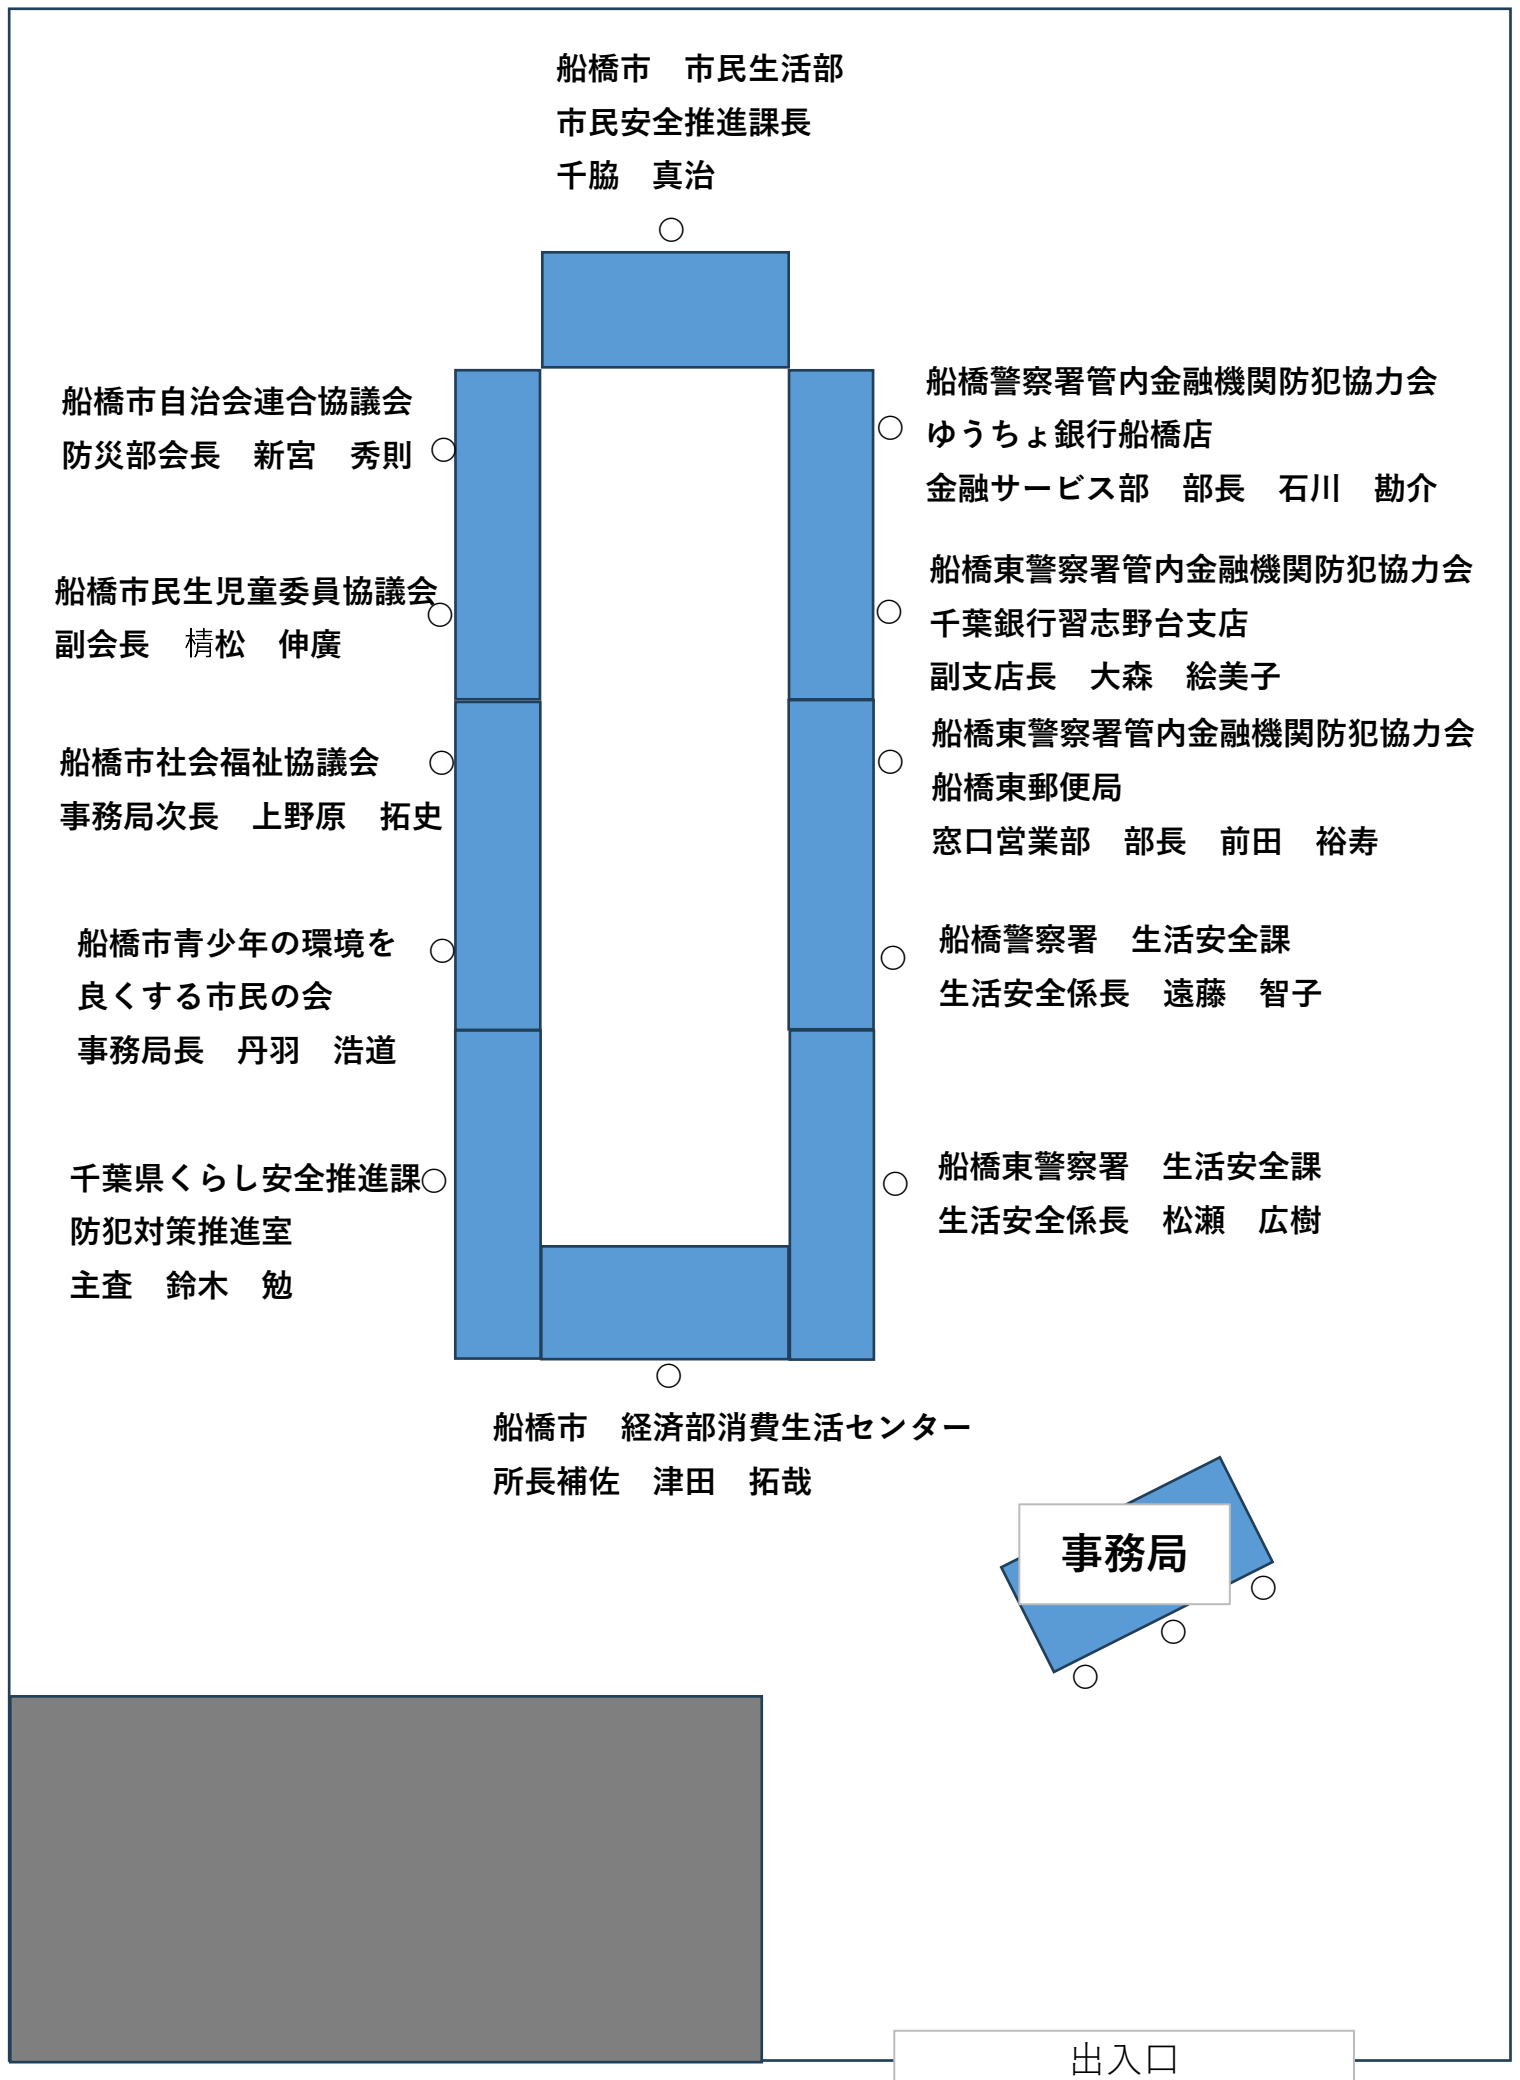 船橋市　市民生活部
市民安全推進課長
千脇　真治
船橋市自治会連合協議会
防災部会長　新宮　秀則
船橋市民生児童委員協議会
副会長　棈松　伸廣
船橋市社会福祉協議会
事務局次長　上野原　拓史
船橋市青少年の環境を
良くする市民の会
事務局長　丹羽　浩道
千葉県くらし安全推進課
防犯対策推進室
主査　鈴木　勉
船橋警察署管内金融機関防犯協力会
ゆうちょ銀行船橋店
金融サービス部　部長　石川　勘介
船橋東警察署管内金融機関防犯協力会
千葉銀行習志野台支店
副支店長　大森　絵美子
船橋東警察署管内金融機関防犯協力会
船橋東郵便局
窓口営業部　部長　前田　裕寿
船橋警察署　生活安全課
生活安全係長　遠藤　智子
船橋東警察署　生活安全課
生活安全係長　松瀬　広樹
船橋市　経済部消費生活センター
所長補佐　津田　拓哉
事務局
出入口